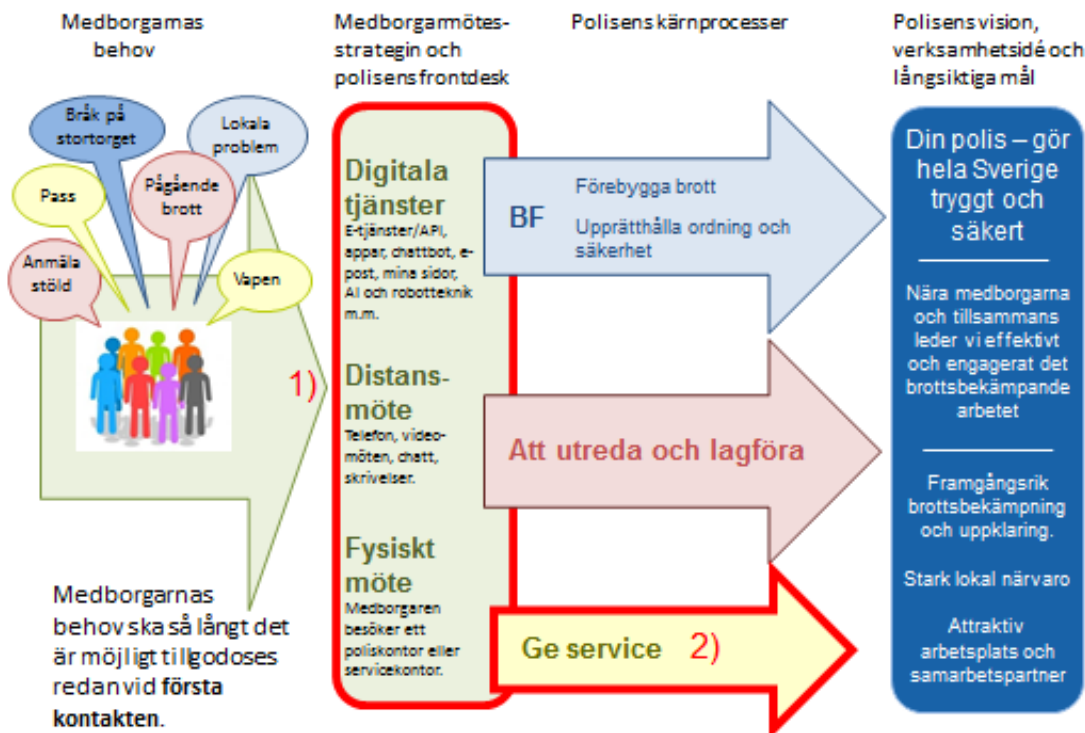 Medborgarnas
behov
Medborgarmötes-
strategin och
polisens frontdesk
Polisens kärnprocesser
Polisens vision,
verksamhetsidé och
långsiktiga mål
Bråk på
stortorget
Lokala
problem
Pass
Pågående
brott
Anmäla
stöld
Vapen
1)
Medborgarnas
behov ska så långt det
är möjligt tillgodoses
redan vid första
kontakten.
Digitala
tjänster
E-tjänster/API,
appar, chattbot, e-
post, mina sidor,
AI och robotteknik
m.m.
Distans-
möte
Telefon, video-
möten, chatt,
skrivelser.
Fysiskt
möte
Medborgaren
besöker ett
poliskontor eller
servicekontor.
BF
Förebygga brott
Upprätthålla ordning och
säkerhet
Att utreda och lagföra
Ge service 2)
Din polis – gör
hela Sverige
tryggt och
säkert
Nära medborgarna
och tillsammans
leder vi effektivt
och engagerat det
brottsbekämpande
arbetet
Framgångsrik
brottsbekämpning
och uppklaring.
Stark lokal närvaro
Attraktiv
arbetsplats och
samarbetspartner